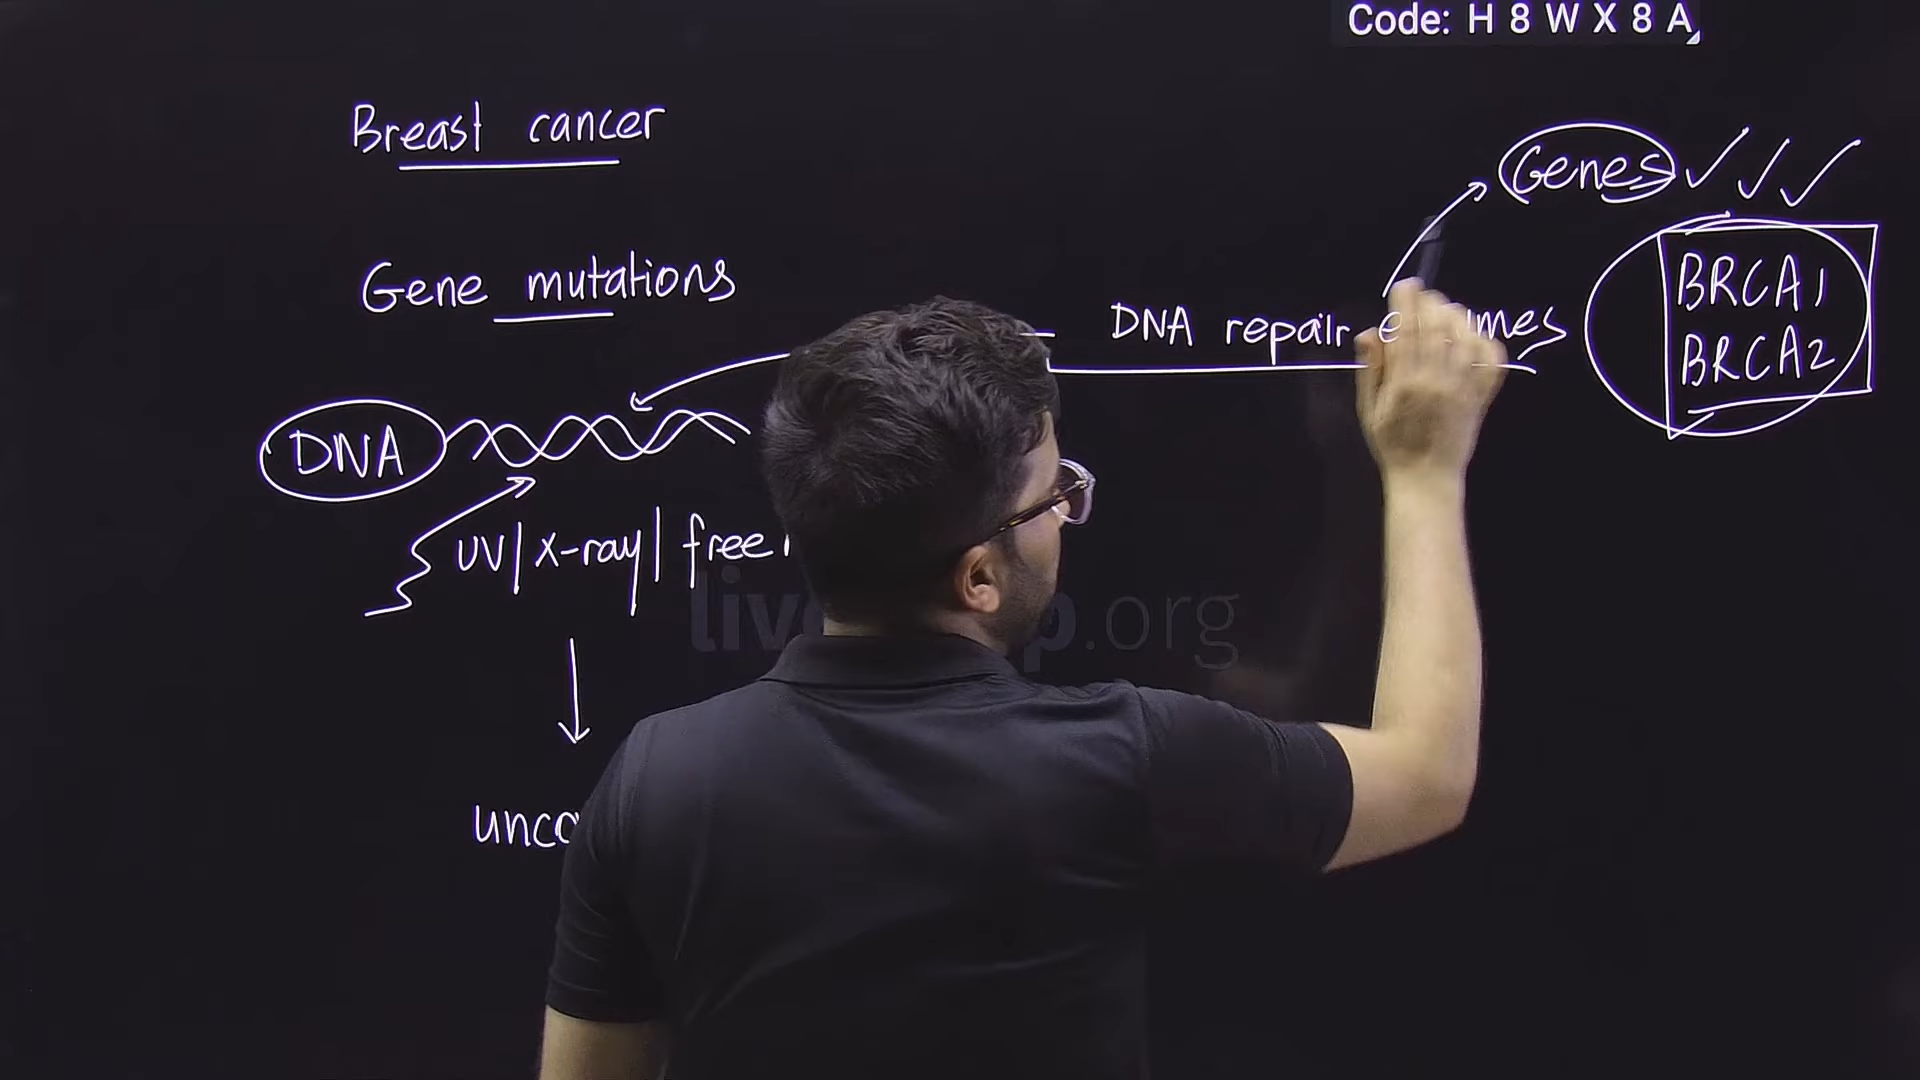 Code: H 8 W X 8 A
Breast cancer
Genes
Gene mutations
BRCA1
BRCA2
DNA repair
DNA
UV | X-ray | free
.org